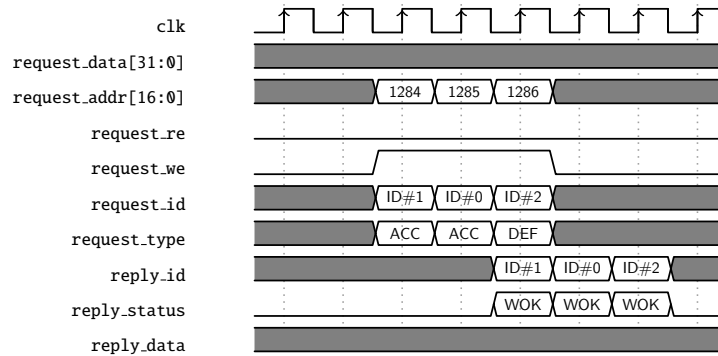 clk
request_data[31:0]
request_addr[16:0] 1284 1285 1286
request_re
request_we
request_id ID#1 ID#0 ID#2
request_type ACC ACC DEF
reply_id ID#1 ID#0 ID#2
reply_status WOK WOK WOK
reply_data